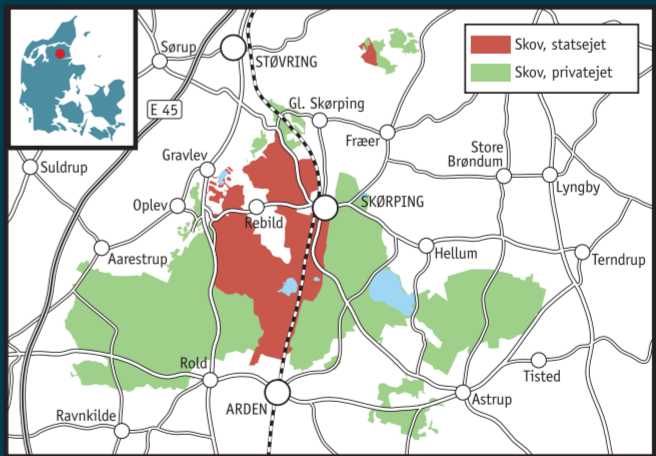 Skov, statsejet
Skov, privatejet
Sørup
STØVRING
E 45
Gl. Skørping
Fræer
Store
Brøndum
Gravlev
Suldrup
Lyngby
Oplev
Rebild
SKØRPING
Aarestrup
Hellum
Terndrup
Rold
Tisted
ARDEN
Astrup
Ravnkilde